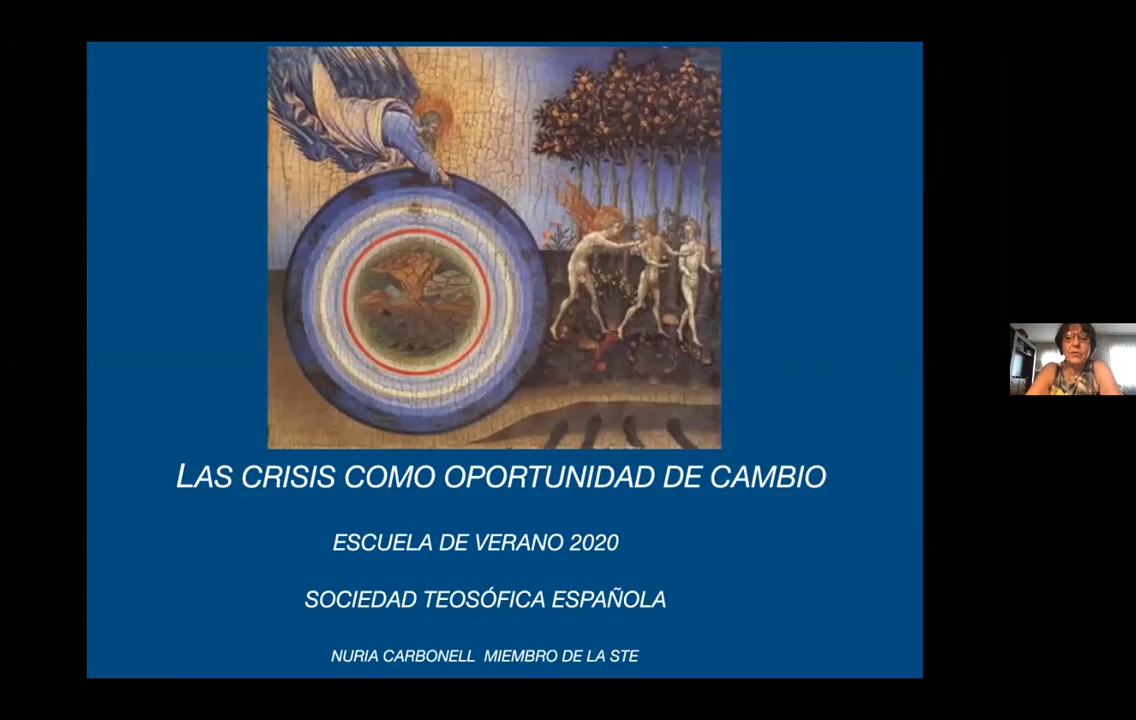 LAS CRISIS COMO OPORTUNIDAD DE CAMBIO
ESCUELA DE VERANO 2020
SOCIEDAD TEOSÓFICA ESPAÑOLA
NURIA CARBONELL MIEMBRO DE LA STE